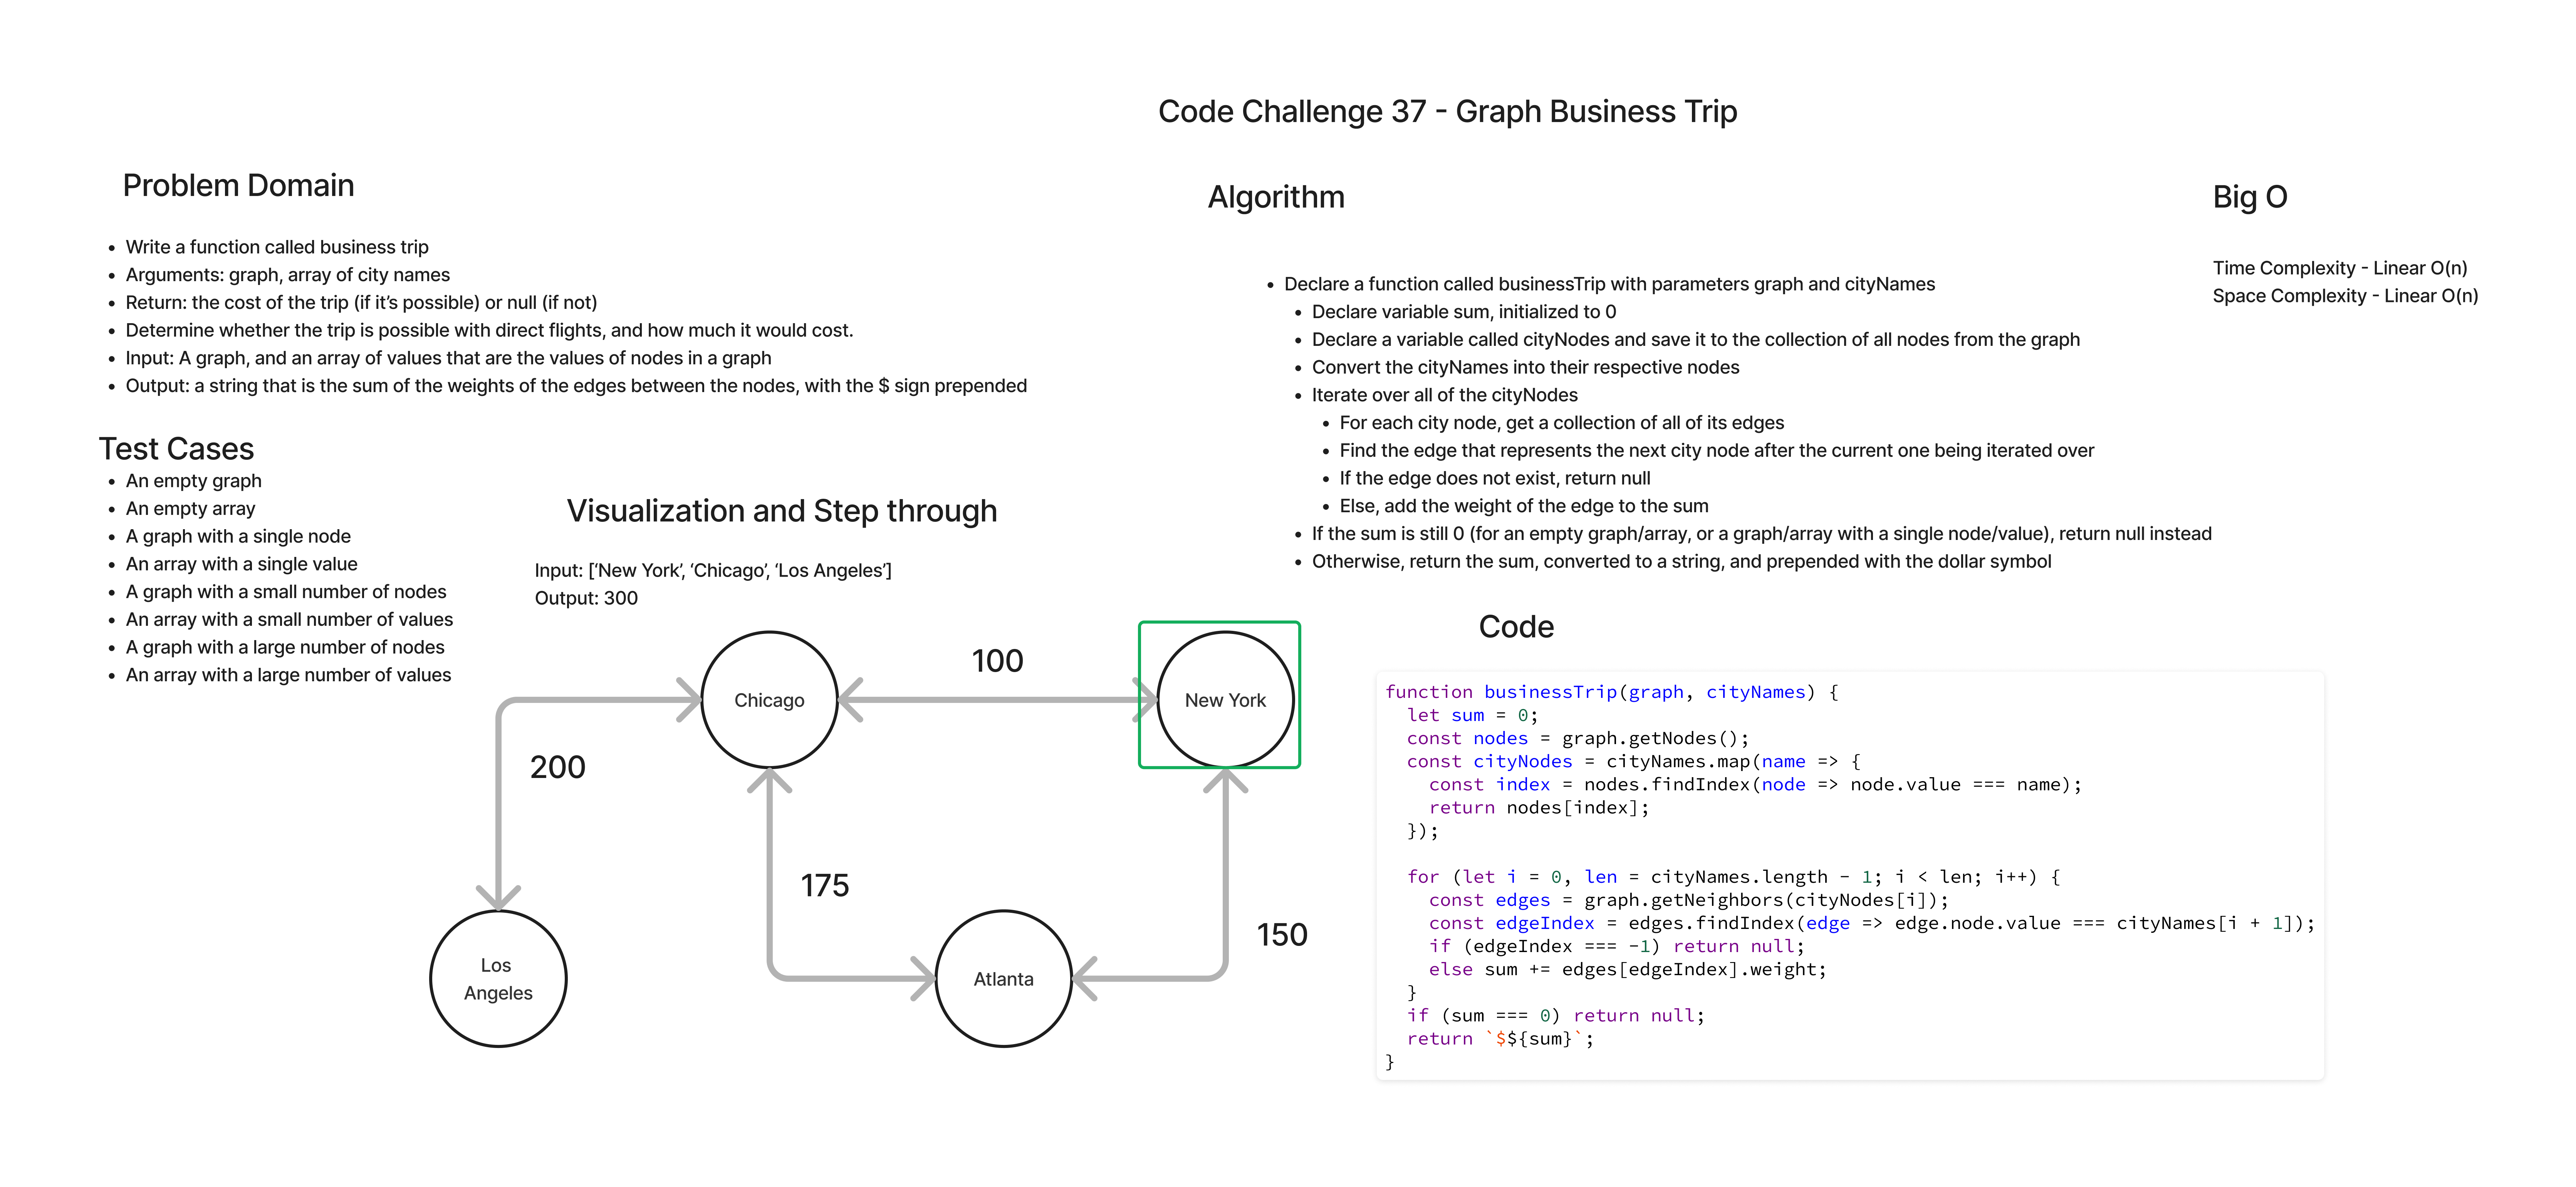 Code Challenge 37 - Graph Business Trip
Problem Domain
Write a function called business trip
Arguments: graph, array of city names
Return: the cost of the trip (if it’s possible) or null (if not)
Determine whether the trip is possible with direct flights, and how much it would cost.
Input: A graph, and an array of values that are the values of nodes in a graph
Output: a string that is the sum of the weights of the edges between the nodes, with the $ sign prepended
Test Cases
An empty graph
An empty array
A graph with a single node
An array with a single value
A graph with a small number of nodes
An array with a small number of values
A graph with a large number of nodes
An array with a large number of values
Visualization and Step through
Input: [‘New York’, ‘Chicago’, ‘Los Angeles’]
Output: 300
Chicago
100
New York
200
175
150
Los
Angeles
Atlanta
Algorithm
Declare a function called businessTrip with parameters graph and cityNames
Declare variable sum, initialized to 0
Declare a variable called cityNodes and save it to the collection of all nodes from the graph
Convert the cityNames into their respective nodes
Iterate over all of the cityNodes
For each city node, get a collection of all of its edges
Find the edge that represents the next city node after the current one being iterated over
If the edge does not exist, return null
Else, add the weight of the edge to the sum
If the sum is still 0 (for an empty graph/array, or a graph/array with a single node/value), return null instead
Otherwise, return the sum, converted to a string, and prepended with the dollar symbol
Big O
Time Complexity - Linear O(n)
Space Complexity - Linear O(n)
Code
function businessTrip(graph, cityNames) {
  let sum = 0;
  const nodes = graph.getNodes();
  const cityNodes = cityNames.map(name => {
    const index = nodes.findIndex(node => node.value === name);
    return nodes[index];
  });
  for (let i = 0, len = cityNames.length - 1; i < len; i++) {
    const edges = graph.getNeighbors(cityNodes[i]);
    const edgeIndex = edges.findIndex(edge => edge.node.value === cityNames[i + 1]);
    if (edgeIndex === -1) return null;
    else sum += edges[edgeIndex].weight;
  }
  if (sum === 0) return null;
  return `$${sum}`;
}